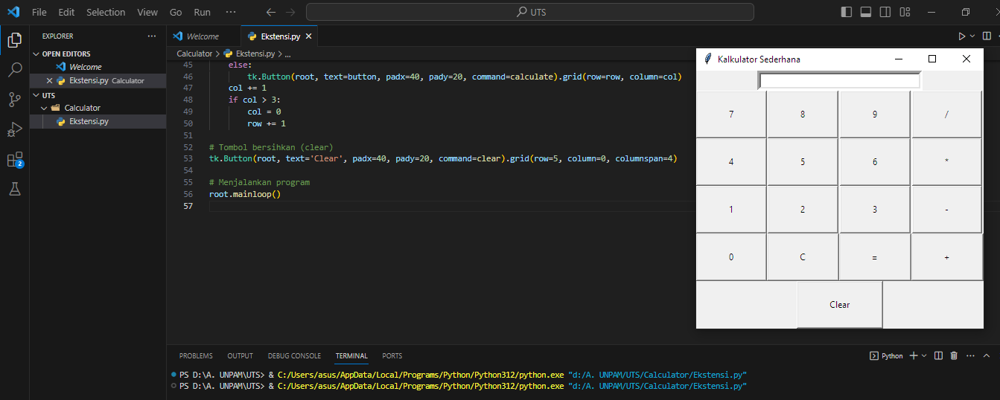 File Edit Selection View Go Run ··· UTS
EXPLORER ···
OPEN EDITORS
Welcome
Ekstensi.py Calculator
UTS
Calculator
Ekstensi.py
2
Welcome Ekstensi.py
Calculator > Ekstensi.py > ...
45 else:
46 tk.Button(root, text=button, padx=40, pady=20, command=calculate).grid(row=row, column=col)
47 col += 1
48 if col > 3:
49 col = 0
50 row += 1
51
52 # Tombol bersihkan (clear)
53 tk.Button(root, text='Clear', padx=40, pady=20, command=clear).grid(row=5, column=0, columnspan=4)
54
55 # Menjalankan program
56 root.mainloop()
57
Kalkulator Sederhana
7 8 9 /
4 5 6 *
1 2 3 -
0 C = +
Clear
PROBLEMS OUTPUT DEBUG CONSOLE TERMINAL PORTS
Python
PS D:\A. UNPAM\UTS> & C:/Users/asus/AppData/Local/Programs/Python/Python312/python.exe "d:/A. UNPAM/UTS/Calculator/Ekstensi.py"
PS D:\A. UNPAM\UTS> & C:/Users/asus/AppData/Local/Programs/Python/Python312/python.exe "d:/A. UNPAM/UTS/Calculator/Ekstensi.py"